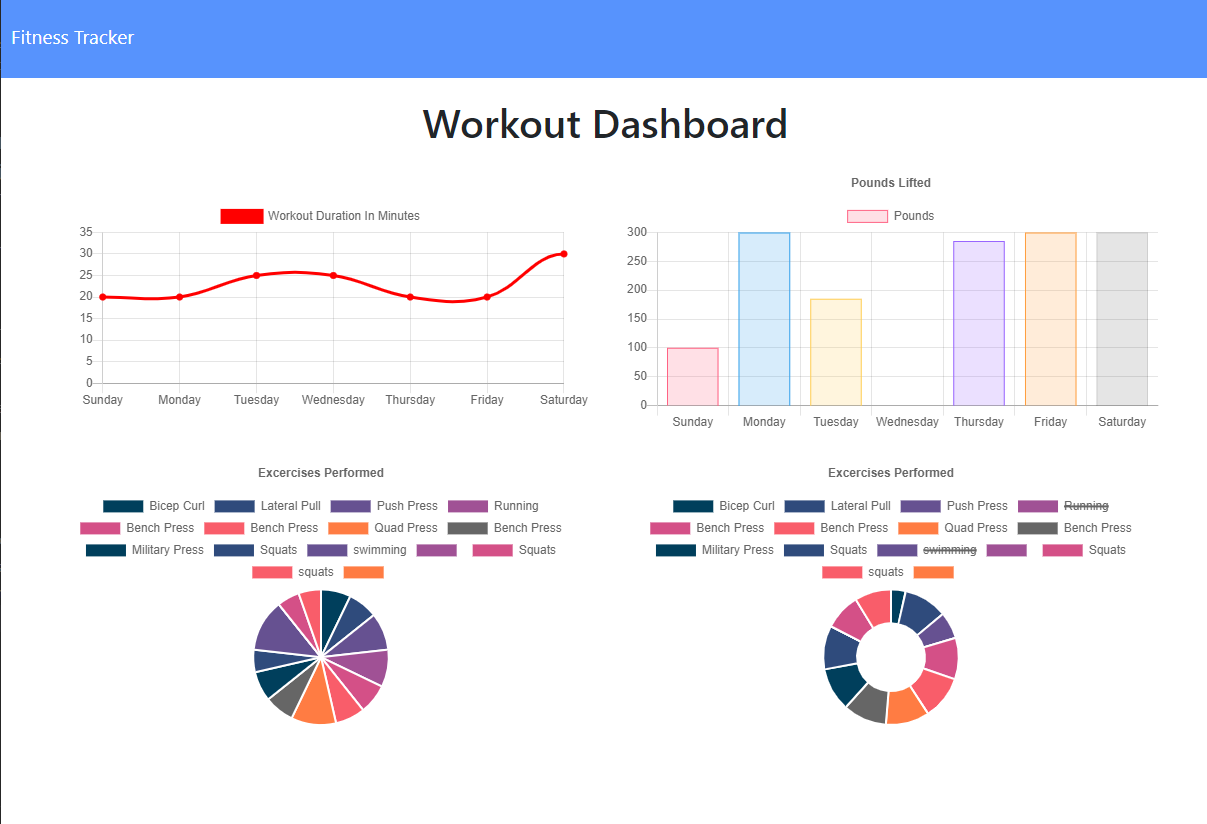 Fitness Tracker
Workout Dashboard
Workout Duration In Minutes
35
30
25
20
15
10
5
0
Sunday Monday Tuesday Wednesday Thursday Friday Saturday
Pounds Lifted
Pounds
300
250
200
150
100
50
0
Sunday Monday Tuesday Wednesday Thursday Friday Saturday
Excercises Performed
Bicep Curl Lateral Pull Push Press Running
Bench Press Bench Press Quad Press Bench Press
Military Press Squats swimming Squats
squats
Excercises Performed
Bicep Curl Lateral Pull Push Press Running
Bench Press Bench Press Quad Press Bench Press
Military Press Squats swimming Squats
squats